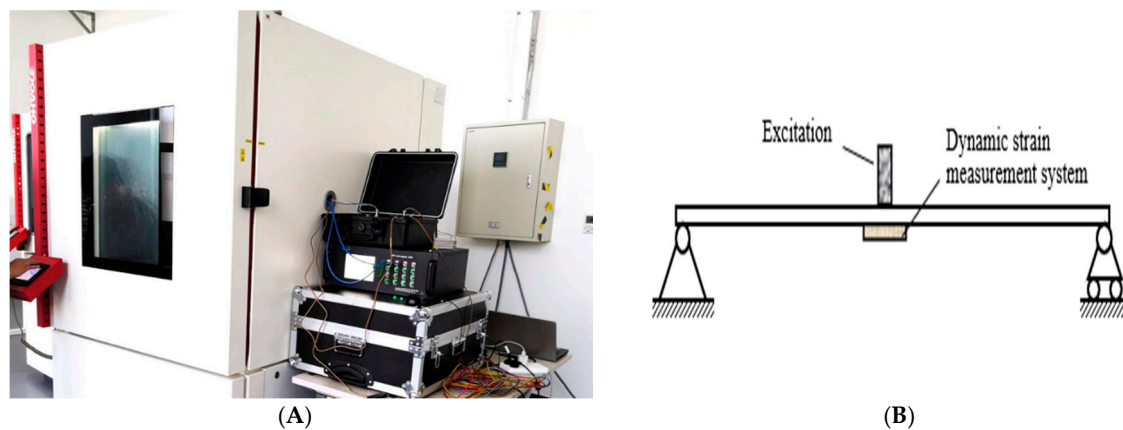 Excitation
Dynamic strain
measurement system
(A)
(B)